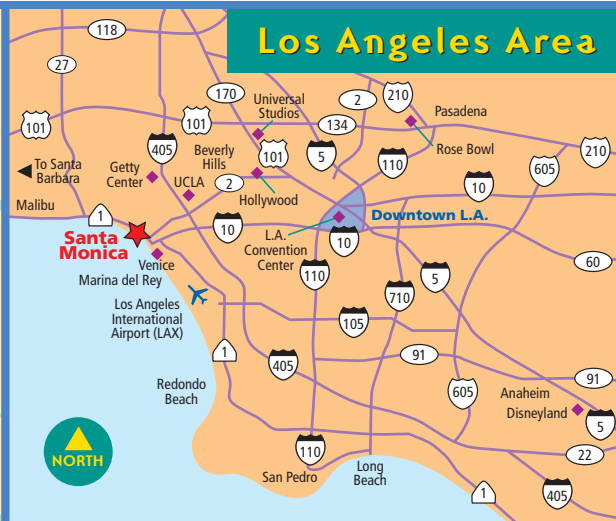 Los Angeles Area
118
27
170
2
210
Universal
Studios
Pasadena
101
101
134
405
Beverly
Hills
101
5
110
Rose Bowl
210
605
To Santa
Barbara
Getty
Center
UCLA
2
Hollywood
10
Malibu
1
Santa
Monica
10
L.A.
Convention
Center
10
Downtown L.A.
Venice
Marina del Rey
110
710
5
60
Los Angeles
International
Airport (LAX)
105
1
405
91
91
Redondo
Beach
605
Anaheim
Disneyland
5
NORTH
110
San Pedro
Long
Beach
22
1
405